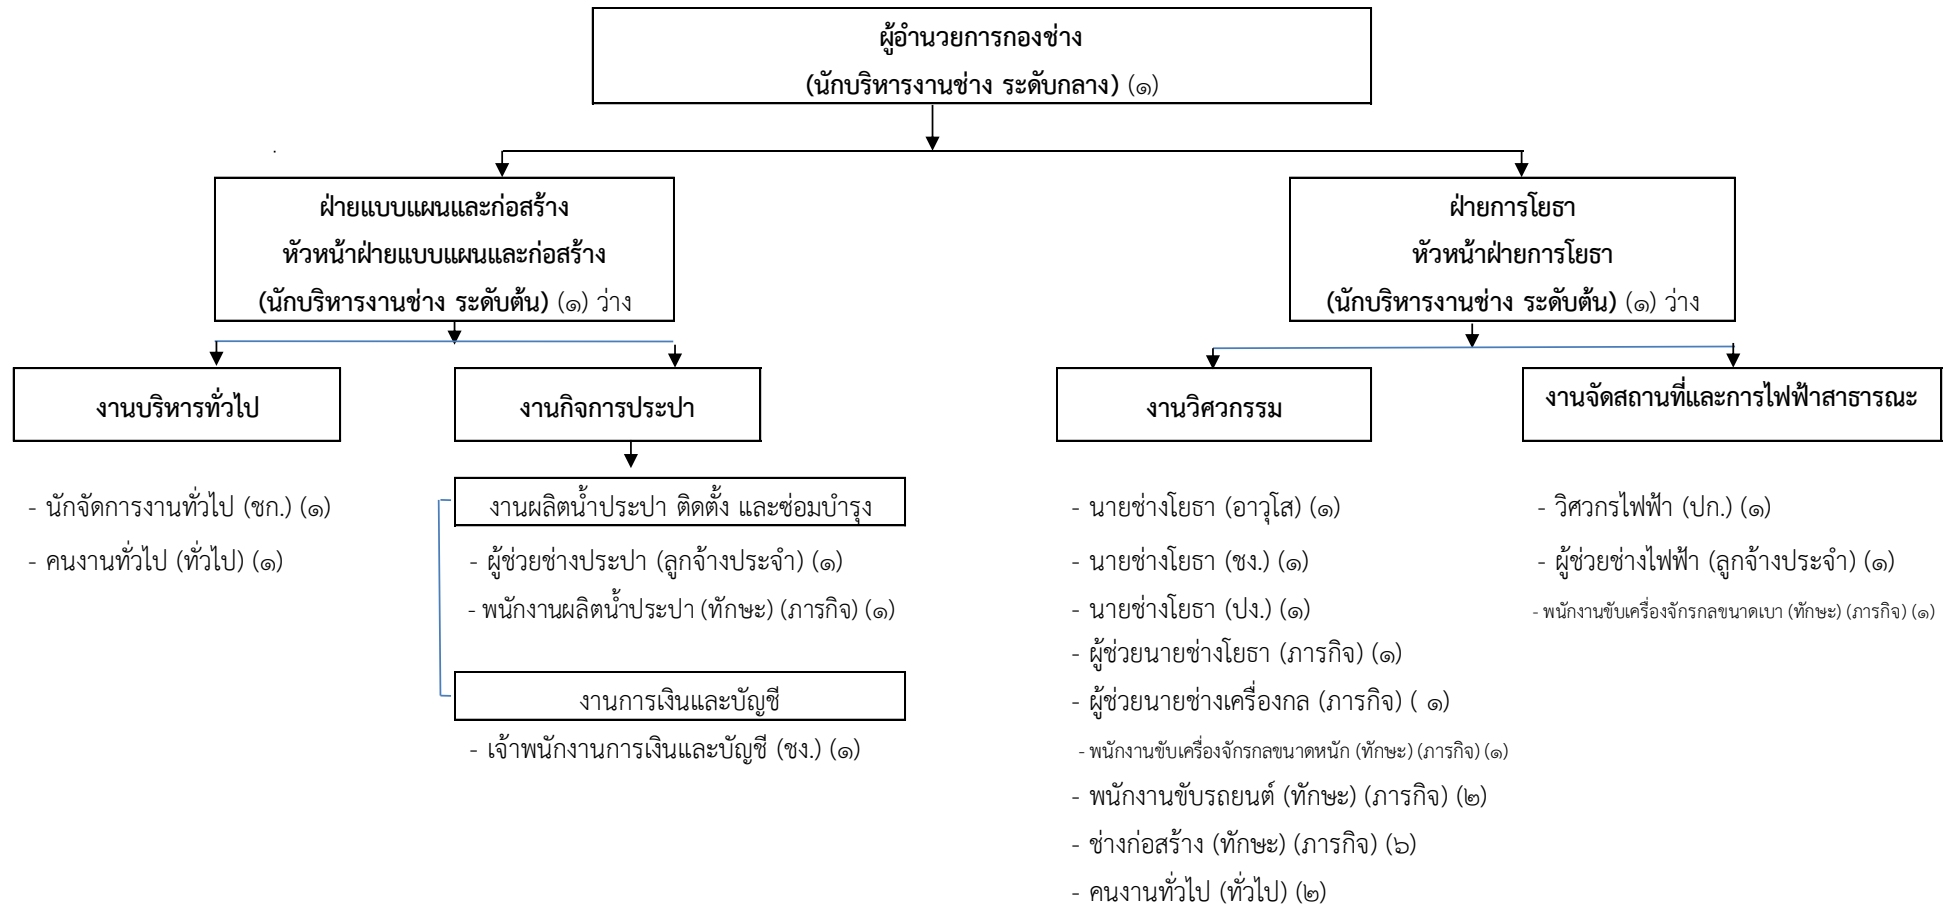 ผู้อำนวยการกองช่าง
(นักบริหารงานช่าง ระดับกลาง) (๑)
ฝ่ายแบบแผนและก่อสร้าง
หัวหน้าฝ่ายแบบแผนและก่อสร้าง
(นักบริหารงานช่าง ระดับต้น) (๑) ว่าง
ฝ่ายการโยธา
หัวหน้าฝ่ายการโยธา
(นักบริหารงานช่าง ระดับต้น) (๑) ว่าง
งานบริหารทั่วไป
- นักจัดการงานทั่วไป (ชก.) (๑)
- คนงานทั่วไป (ทั่วไป) (๑)
งานกิจการประปา
งานผลิตน้ำประปา ติดตั้ง และซ่อมบำรุง
- ผู้ช่วยช่างประปา (ลูกจ้างประจำ) (๑)
- พนักงานผลิตน้ำประปา (ทักษะ) (ภารกิจ) (๑)
งานการเงินและบัญชี
- เจ้าพนักงานการเงินและบัญชี (ชง.) (๑)
งานวิศวกรรม
- นายช่างโยธา (อาวุโส) (๑)
- นายช่างโยธา (ชง.) (๑)
- นายช่างโยธา (ปง.) (๑)
- ผู้ช่วยนายช่างโยธา (ภารกิจ) (๑)
- ผู้ช่วยนายช่างเครื่องกล (ภารกิจ) ( ๑)
- พนักงานขับเครื่องจักรกลขนาดหนัก (ทักษะ) (ภารกิจ) (๑)
- พนักงานขับรถยนต์ (ทักษะ) (ภารกิจ) (๒)
- ช่างก่อสร้าง (ทักษะ) (ภารกิจ) (๖)
- คนงานทั่วไป (ทั่วไป) (๒)
งานจัดสถานที่และการไฟฟ้าสาธารณะ
- วิศวกรไฟฟ้า (ปก.) (๑)
- ผู้ช่วยช่างไฟฟ้า (ลูกจ้างประจำ) (๑)
- พนักงานขับเครื่องจักรกลขนาดเบา (ทักษะ) (ภารกิจ) (๑)